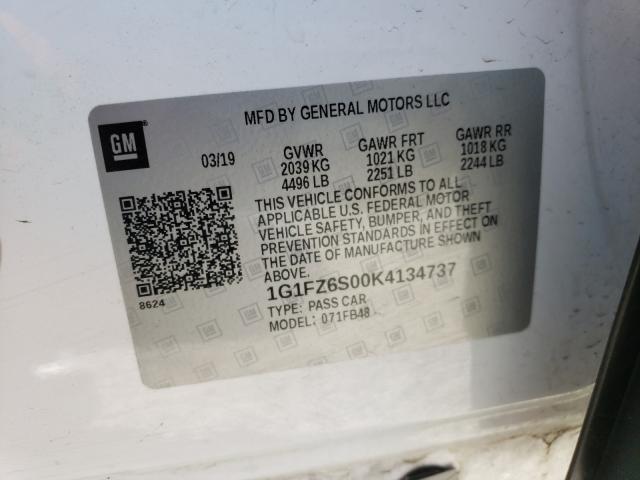 MFD BY GENERAL MOTORS LLC
GM
03/19 GVWR GAWR FRT GAWR RR
2039 KG 1021 KG 1018 KG
4496 LB 2251 LB 2244 LB
THIS VEHICLE CONFORMS TO ALL
APPLICABLE U.S. FEDERAL MOTOR
VEHICLE SAFETY, BUMPER, AND THEFT
PREVENTION STANDARDS IN EFFECT ON
THE DATE OF MANUFACTURE SHOWN
ABOVE.
8624
1G1FZ6S00K4134737
TYPE: PASS CAR
MODEL: 071FB48